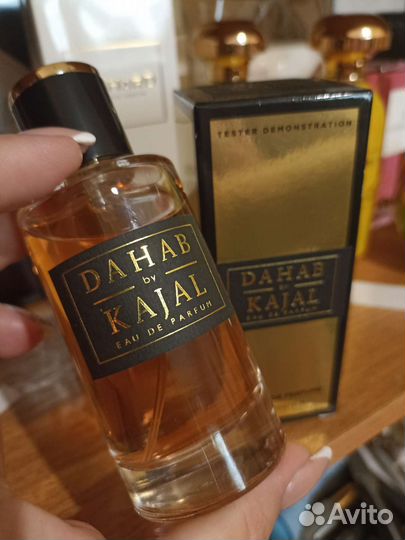 TESTER DEMONSTRATION
DAHAB
by
KAJAL
EAU DE PARFUM
DAHAB
by
KAJAL
EAU DE PARFUM
Avito